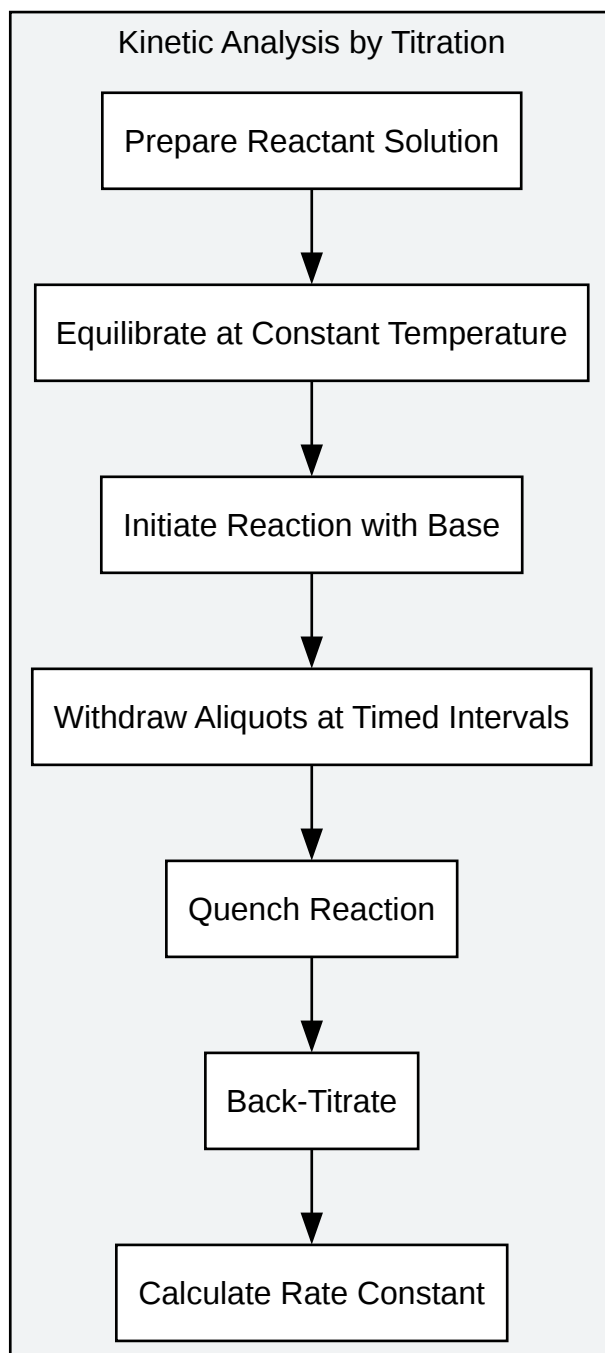 Kinetic Analysis by Titration
Prepare Reactant Solution
Equilibrate at Constant Temperature
Initiate Reaction with Base
Withdraw Aliquots at Timed Intervals
Quench Reaction
Back-Titrate
Calculate Rate Constant